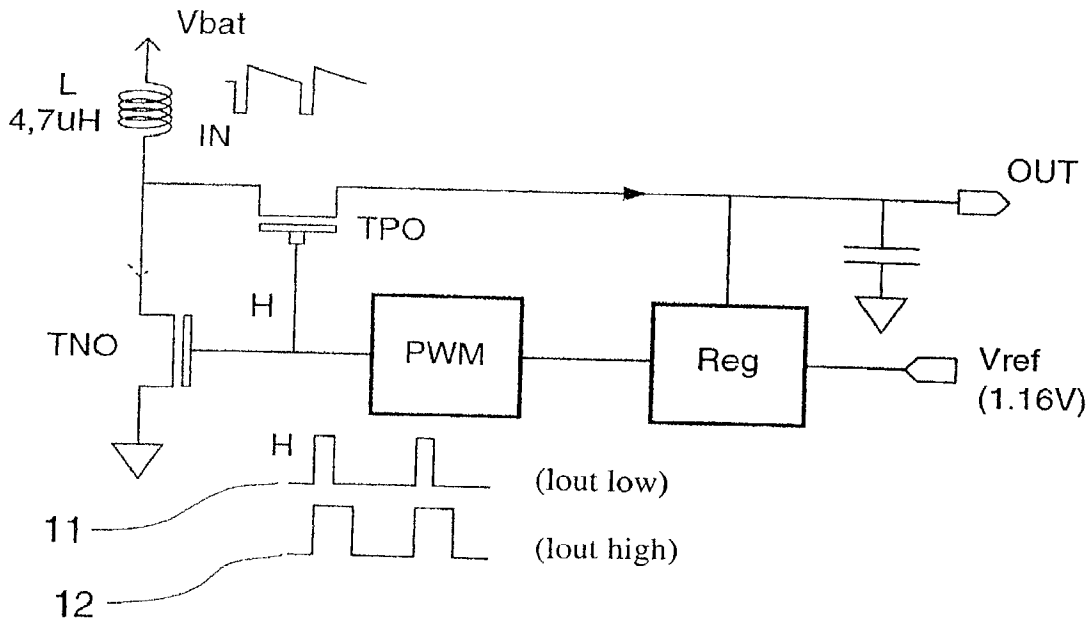 Vbat
L
4,7uH
IN
OUT
TPO
H
TNO
PWM
Reg
Vref
(1.16V)
H
(Iout low)
11
(Iout high)
12